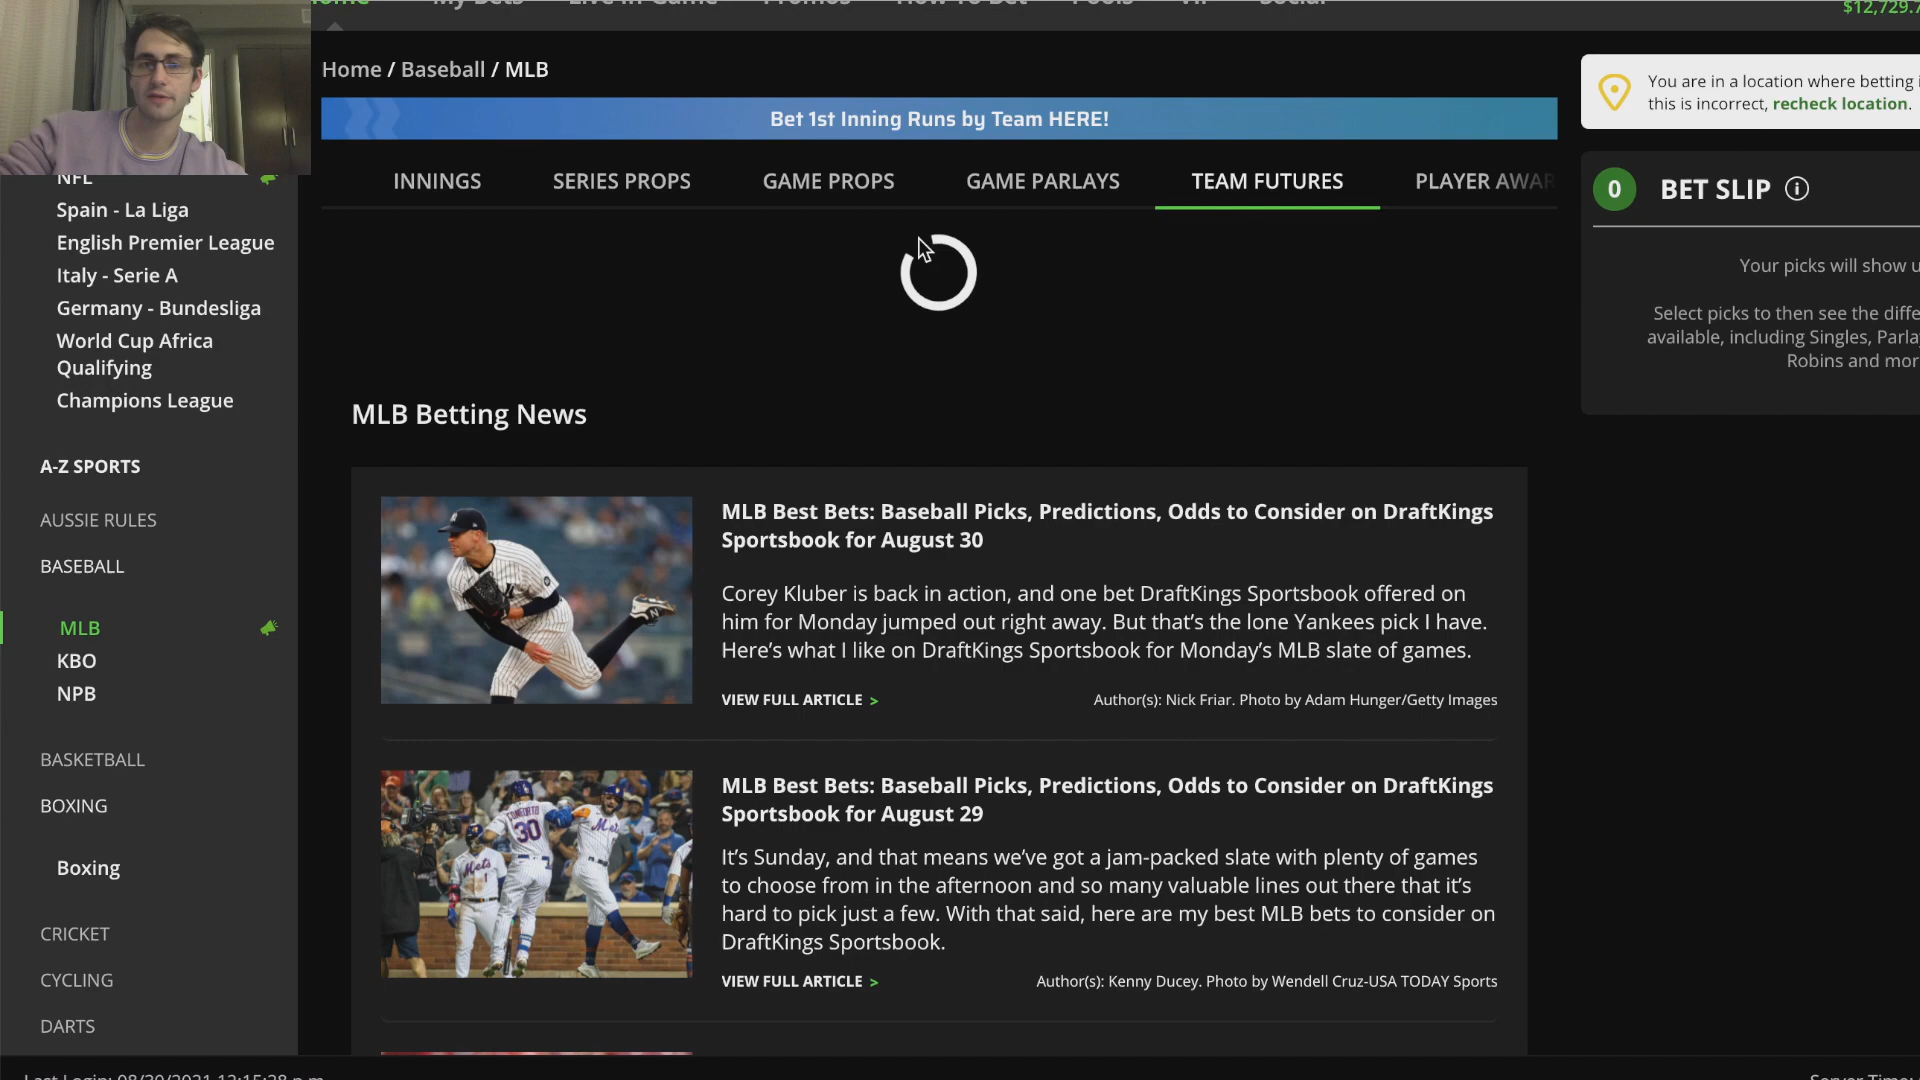 $12,729.
Home / Baseball / MLB
You are in a location where betting
this is incorrect, recheck location.
Bet 1st Inning Runs by Team HERE!
INNINGS
SERIES PROPS
GAME PROPS
GAME PARLAYS
TEAM FUTURES
PLAYER AWAR
0 BET SLIP
Your picks will show u
Select picks to then see the diffe
available, including Singles, Parla
Robins and mor
NFL
Spain - La Liga
English Premier League
Italy - Serie A
Germany - Bundesliga
World Cup Africa
Qualifying
Champions League
A-Z SPORTS
AUSSIE RULES
BASEBALL
MLB
KBO
NPB
BASKETBALL
BOXING
Boxing
CRICKET
CYCLING
DARTS
MLB Betting News
MLB Best Bets: Baseball Picks, Predictions, Odds to Consider on DraftKings
Sportsbook for August 30
Corey Kluber is back in action, and one bet DraftKings Sportsbook offered on
him for Monday jumped out right away. But that's the lone Yankees pick I have.
Here's what I like on DraftKings Sportsbook for Monday's MLB slate of games.
VIEW FULL ARTICLE >
Author(s): Nick Friar. Photo by Adam Hunger/Getty Images
CONFORTO
30
Mets
Mets
1
MLB Best Bets: Baseball Picks, Predictions, Odds to Consider on DraftKings
Sportsbook for August 29
It's Sunday, and that means we've got a jam-packed slate with plenty of games
to choose from in the afternoon and so many valuable lines out there that it's
hard to pick just a few. With that said, here are my best MLB bets to consider on
DraftKings Sportsbook.
VIEW FULL ARTICLE >
Author(s): Kenny Ducey. Photo by Wendell Cruz-USA TODAY Sports